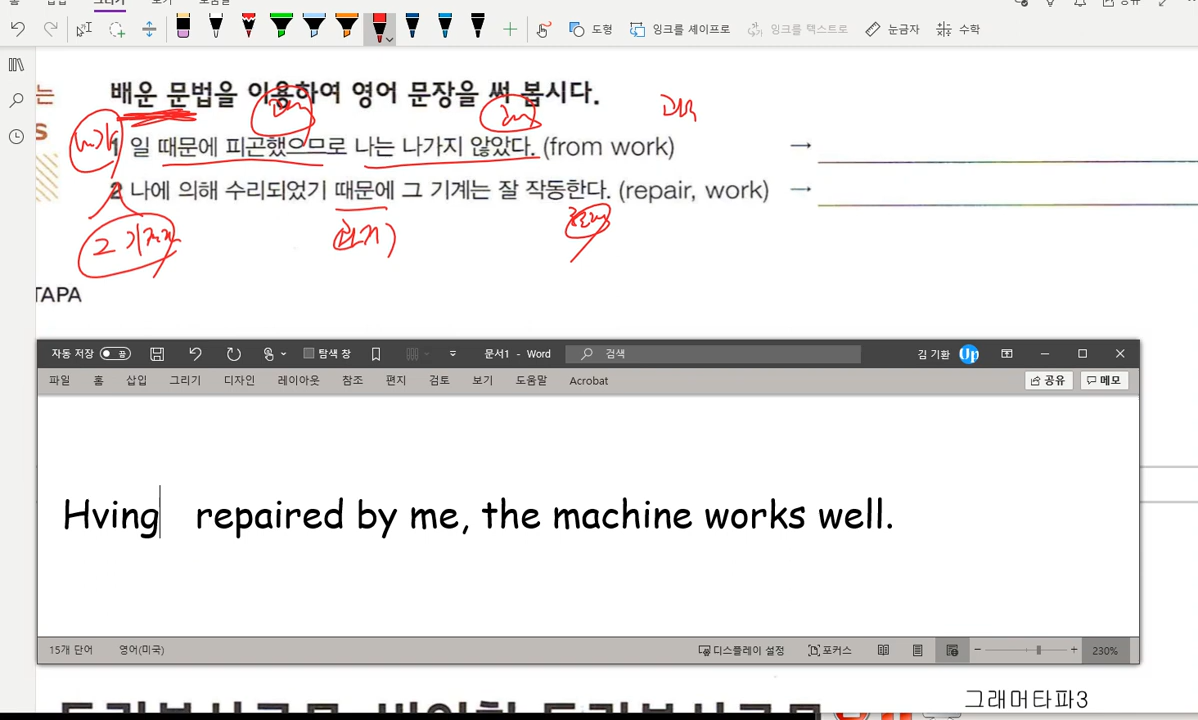 도형 잉크를 셰이프로 잉크를 텍스트로 눈금자 수학
는
배운 문법을 이용하여 영어 문장을 써 봅시다.
S
1 일 때문에 피곤했으므로 나는 나가지 않았다. (from work) →
2 나에 의해 수리되었기 때문에 그 기계는 잘 작동한다. (repair, work) →
TAPA
자동 저장 끔 탐색 창 문서1 - Word 검색 김 기환 Up
파일 홈 삽입 그리기 디자인 레이아웃 참조 편지 검토 보기 도움말 Acrobat 공유 메모
Hving repaired by me, the machine works well.
15개 단어 영어(미국) 디스플레이 설정 포커스 230%
그래머타파3